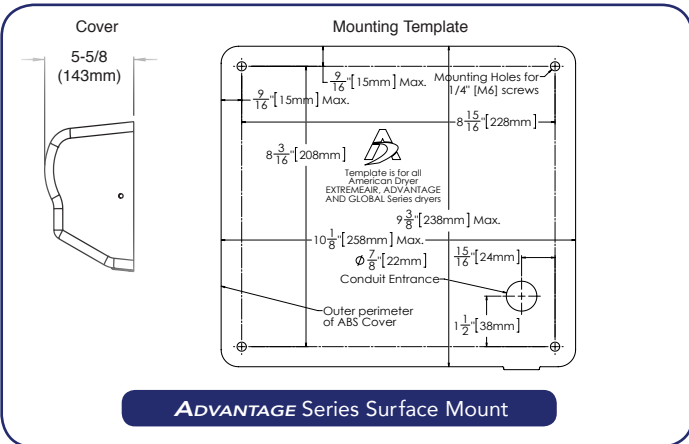 Cover
Mounting Template
5-5/8
(143mm)
9/16"[15mm] Max.
Mounting Holes for
1/4" [M6] screws
9/16"[15mm] Max.
8 15/16"[228mm]
8 3/16"[208mm]
Template is for all
American Dryer
EXTREMEAIR, ADVANTAGE
AND GLOBAL Series dryers
9 3/8"[238mm] Max.
10 1/8"[258mm] Max.
Ø 7/8"[22mm]
15/16"[24mm]
Conduit Entrance
Outer perimeter
of ABS Cover
1 1/2"[38mm]
ADVANTAGE Series Surface Mount